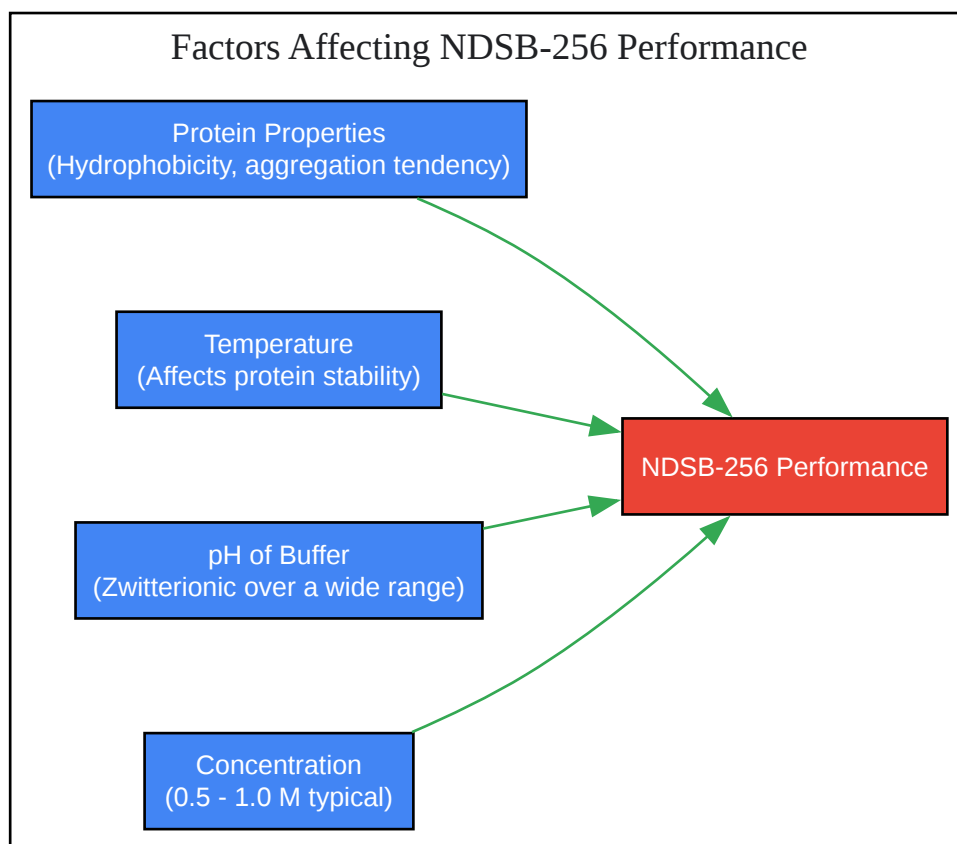 Factors Affecting NDSB-256 Performance
Protein Properties
(Hydrophobicity, aggregation tendency)
Temperature
(Affects protein stability)
NDSB-256 Performance
pH of Buffer
(Zwitterionic over a wide range)
Concentration
(0.5 - 1.0 M typical)